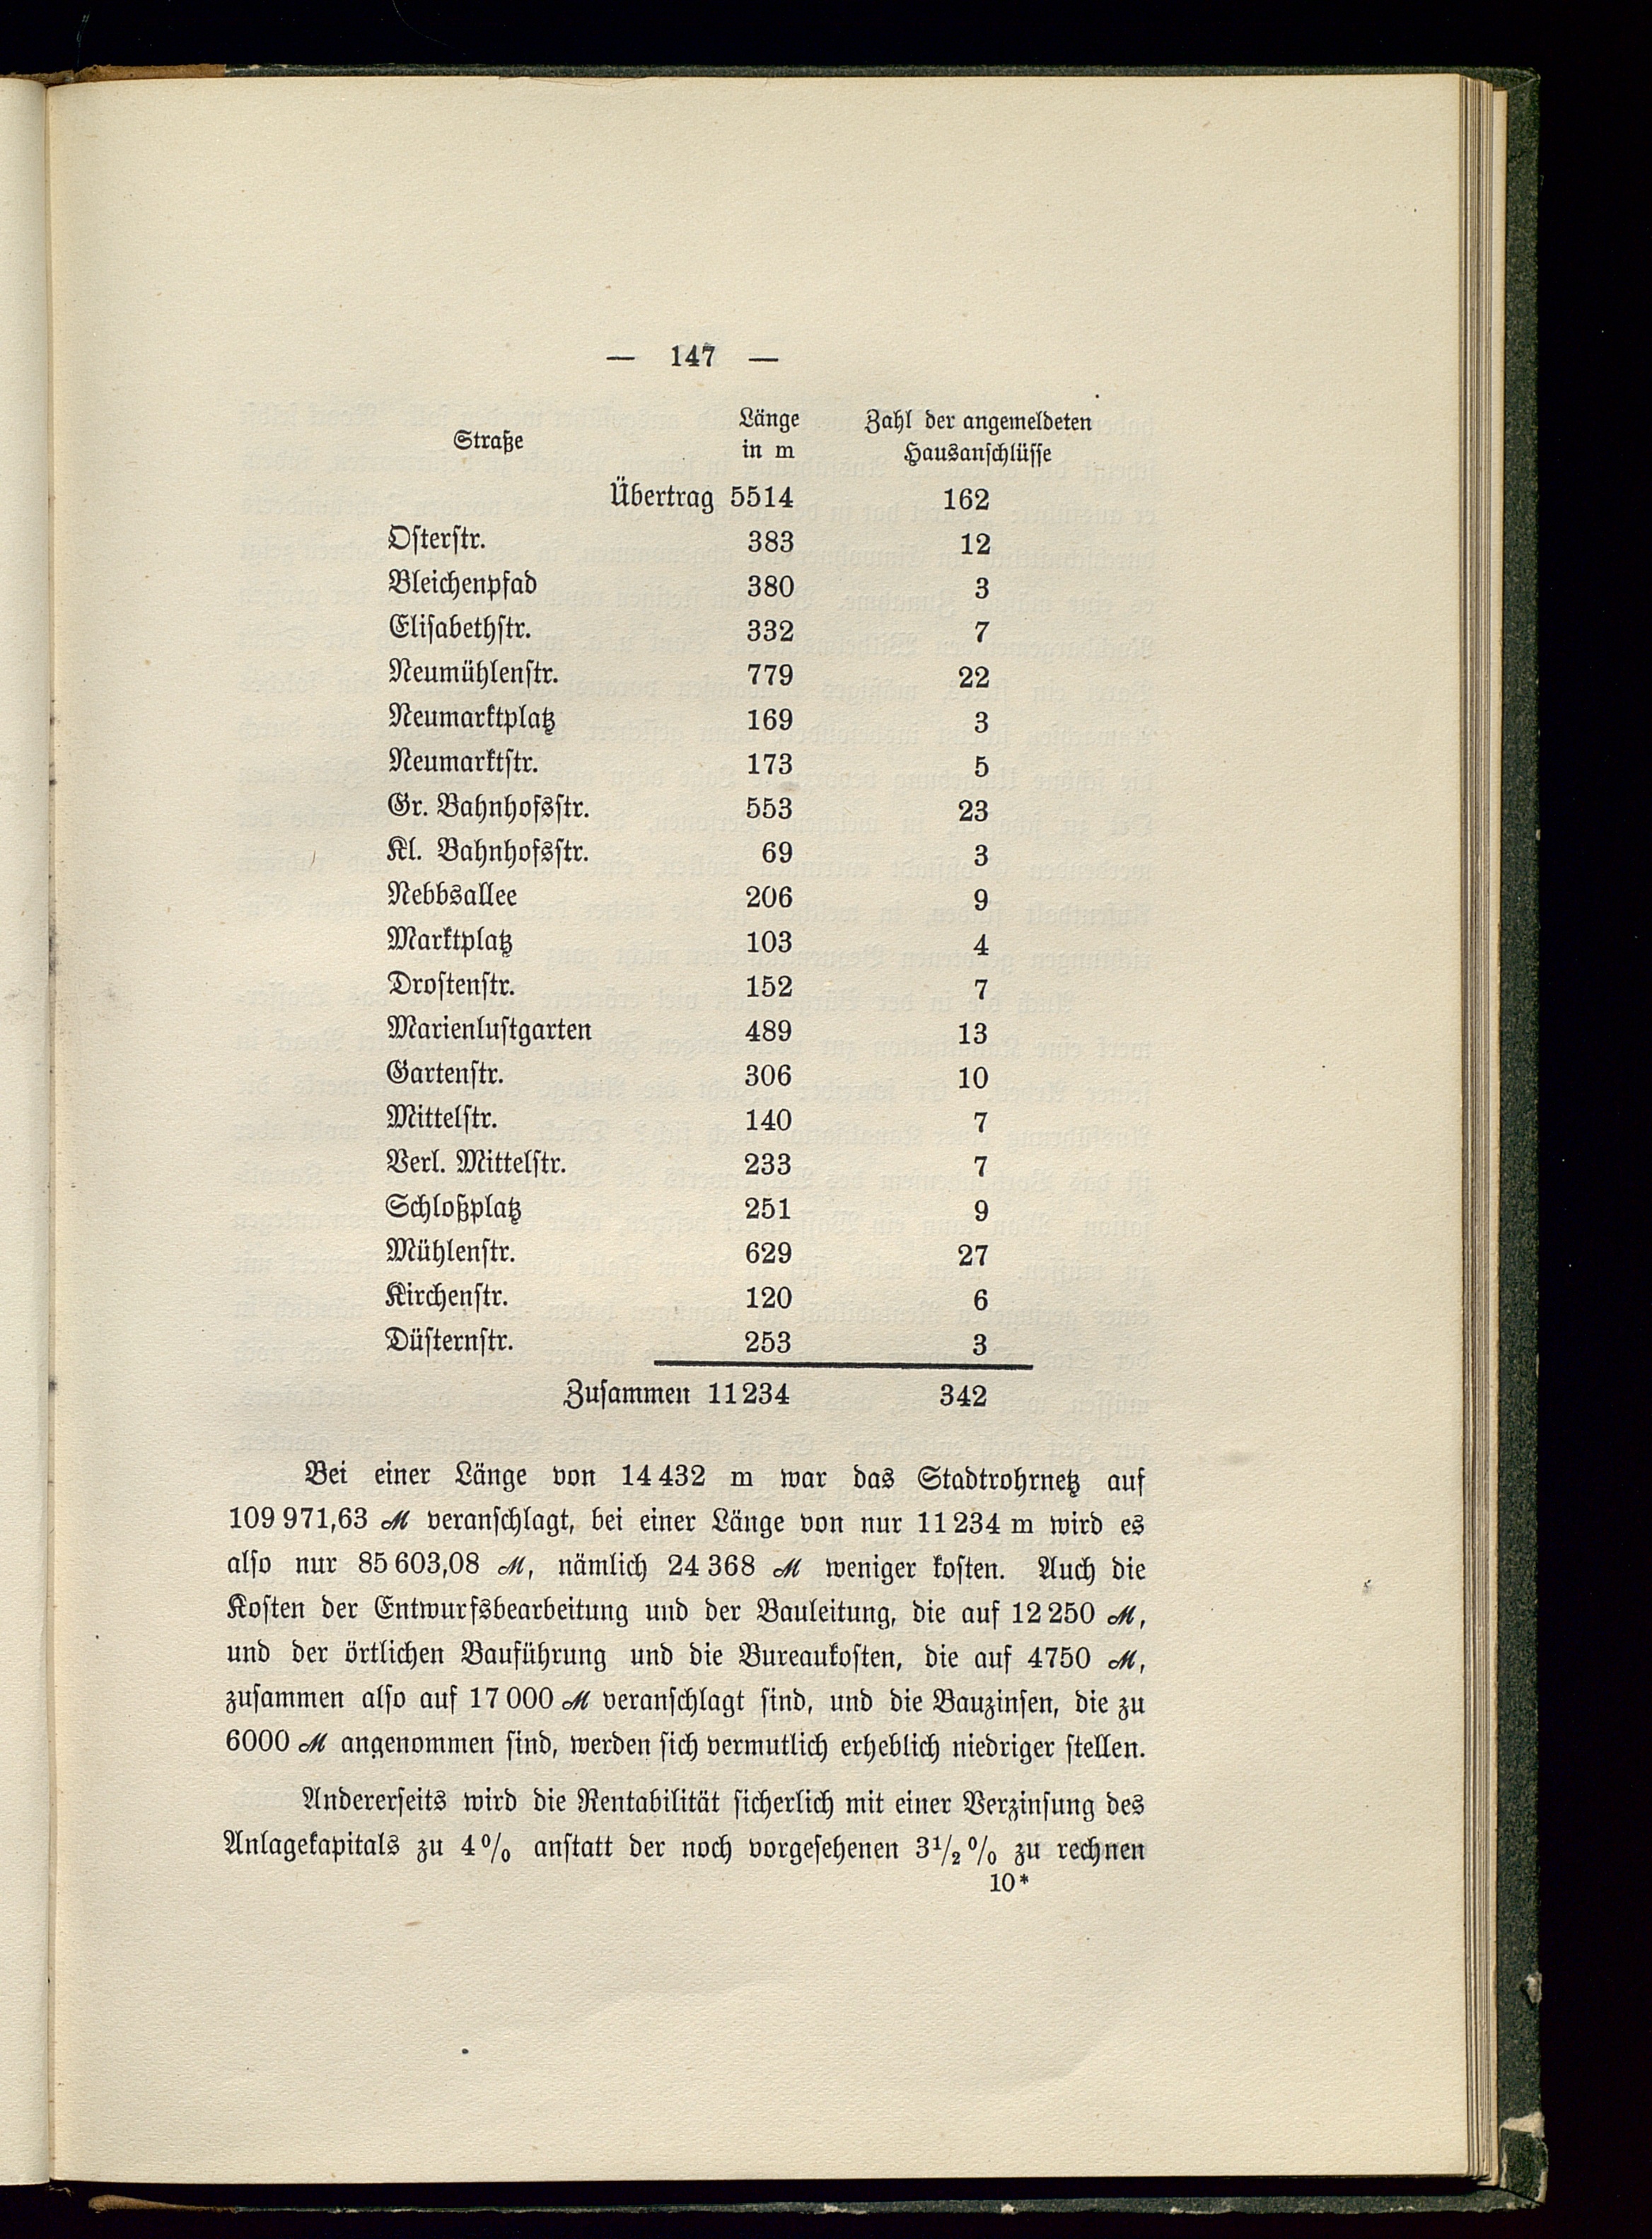 — 147 —
Straße Länge in m Zahl der angemeldeten Hausanschlüsse
Übertrag 5514 162
Osterstr. 383 12
Bleichenpfad 380 3
Elisabethstr. 332 7
Neumühlenstr. 779 22
Neumarktplatz 169 3
Neumarktstr. 173 5
Gr. Bahnhofsstr. 553 23
Kl. Bahnhofsstr. 69 3
Nebbsallee 206 9
Marktplatz 103 4
Drostenstr. 152 7
Marienlustgarten 489 13
Gartenstr. 306 10
Mittelstr. 140 7
Verl. Mittelstr. 233 7
Schloßplatz 251 9
Mühlenstr. 629 27
Kirchenstr. 120 6
Düsternstr. 253 3
Zusammen 11234 342
Bei einer Länge von 14432 m war das Stadtrohrnetz auf
109971,63 ℳ veranschlagt, bei einer Länge von nur 11234 m wird es
also nur 85603,08 ℳ, nämlich 24368 ℳ weniger kosten. Auch die
Kosten der Entwurfsbearbeitung und der Bauleitung, die auf 12250 ℳ,
und der örtlichen Bauführung und die Bureaukosten, die auf 4750 ℳ,
zusammen also auf 17000 ℳ veranschlagt sind, und die Bauzinsen, die zu
6000 ℳ angenommen sind, werden sich vermutlich erheblich niedriger stellen.
Andererseits wird die Rentabilität sicherlich mit einer Verzinsung des
Anlagekapitals zu 4% anstatt der noch vorgesehenen 3½% zu rechnen
10*